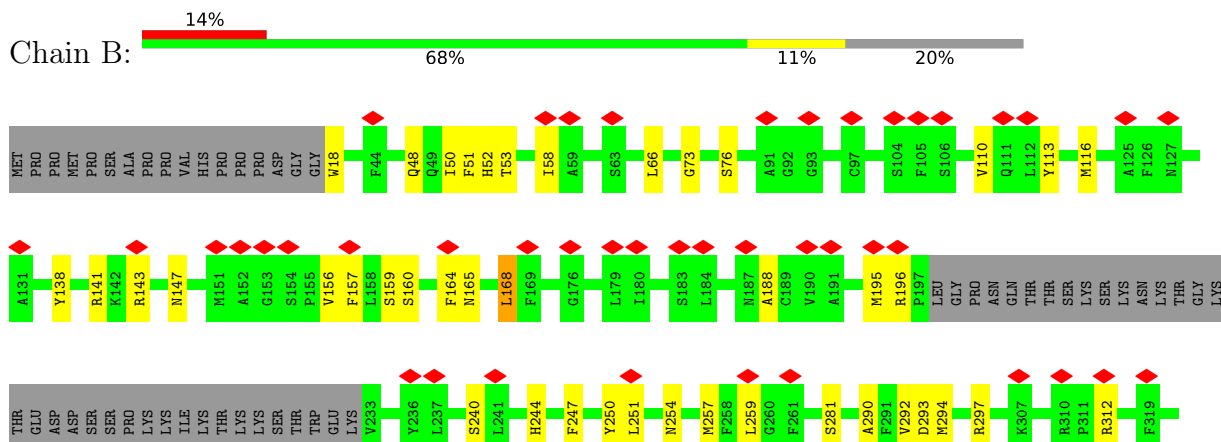 14%
Chain B:
68% 11% 20%
MET PRO PRO MET PRO SER ALA PRO PRO VAL HIS PRO PRO PRO ASP GLY GLY W18 F44 Q48 Q49 I50 F51 H52 T53 I58 A59 S63 L66 G73 S76 A91 G92 G93 C97 S104 F105 S106 V110 Q111 L112 Y113 M116 A125 F126 N127
A131 Y138 R141 K142 R143 N147 M151 A152 G153 S154 P155 V156 F157 L158 S159 S160 F164 N165 L168 F169 G176 L179 I180 S183 L184 N187 A188 C189 V190 A191 M195 R196 P197 LEU GLY PRO ASN GLN THR THR SER LYS SER LYS ASN LYS THR GLY LYS
THR GLU ASP ASP SER SER PRO LYS LYS ILE LYS THR LYS LYS SER THR TRP GLU LYS V233 Y236 L237 S240 L241 H244 F247 Y250 L251 N254 M257 F258 L259 G260 F261 S281 A290 F291 V292 D293 M294 R297 K307 R310 P311 R312 F319